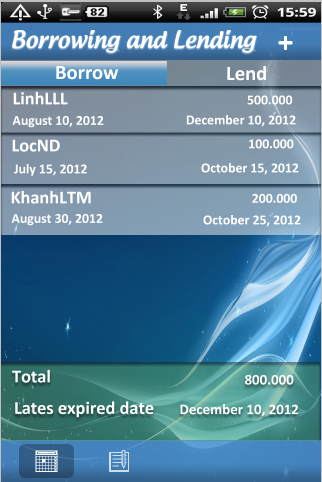 82 E 15:59
Borrowing and Lending +
Borrow Lend
LinhLLL 500.000
August 10, 2012 December 10, 2012
LocND 100.000
July 15, 2012 October 15, 2012
KhanhLTM 200.000
August 30, 2012 October 25, 2012
Total 800.000
Lates expired date December 10, 2012